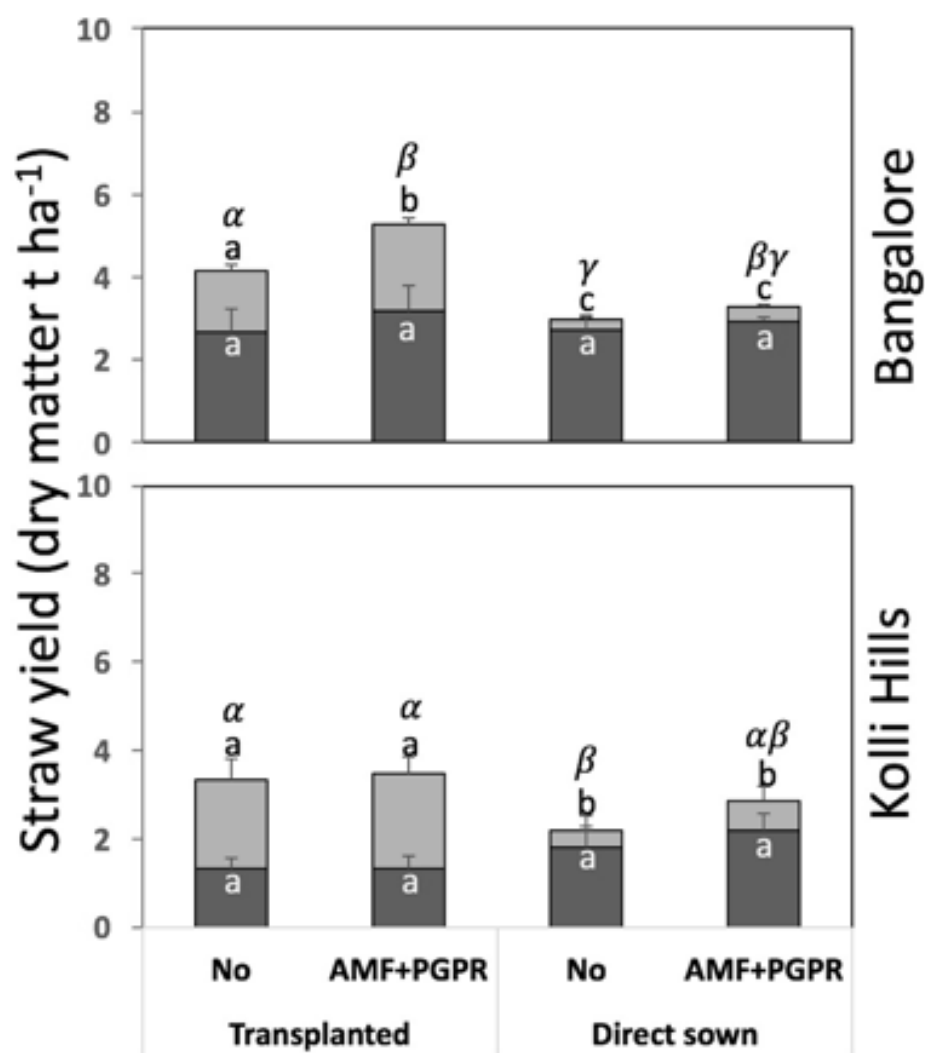 Straw yield (dry matter t ha⁻¹)
10
8
6
4
2
0
α
a
a
β
b
a
γ
c
a
βγ
c
a
Bangalore
10
8
6
4
2
0
α
a
a
α
a
a
β
b
a
αβ
b
a
Kolli Hills
No AMF+PGPR No AMF+PGPR
Transplanted Direct sown